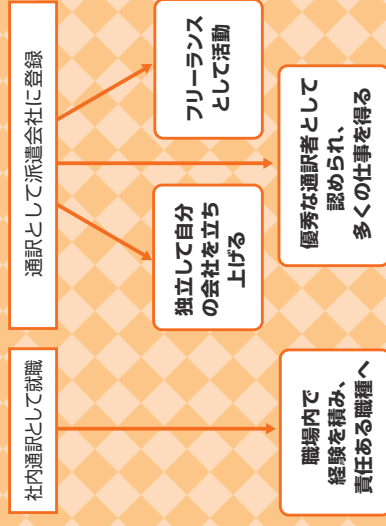 社内通訳として就職
職場内で
経験を積み、
責任ある職種へ
通訳として派遣会社に登録
独立して自分
の会社を立ち
上げる
優秀な通訳者として
認められ、
多くの仕事を得る
フリーランス
として活動